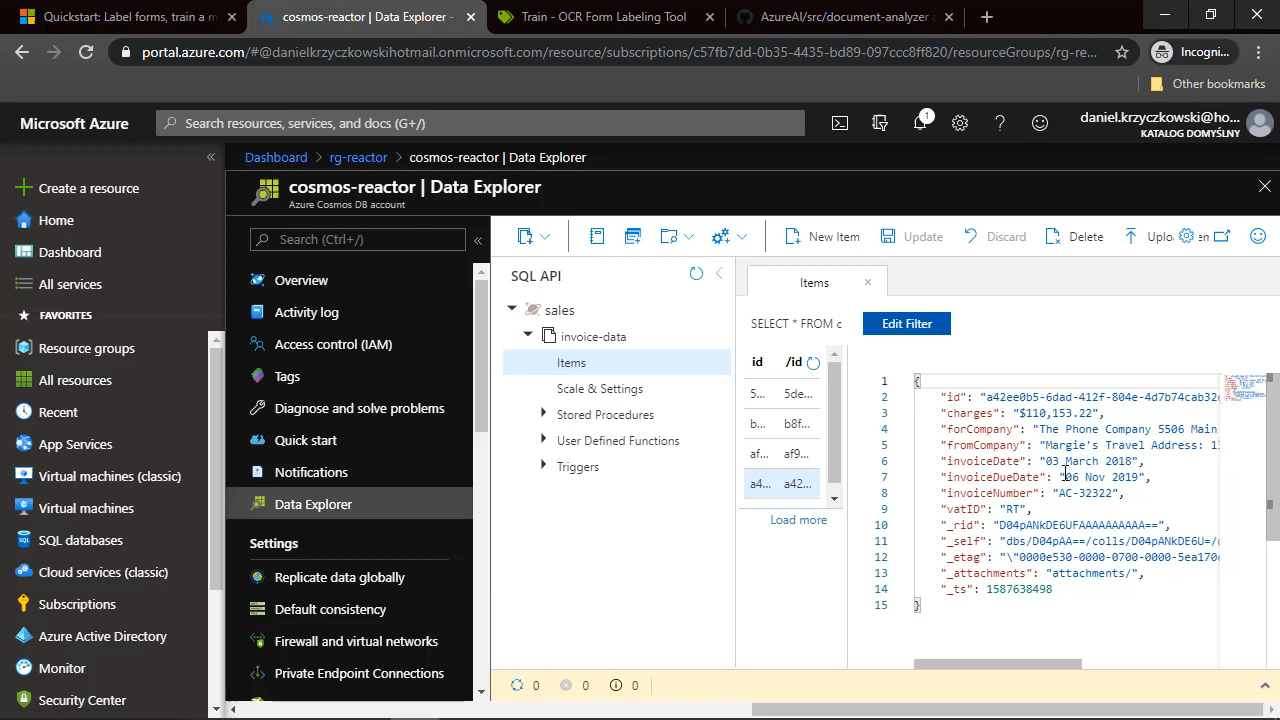 Quickstart: Label forms, train a m
cosmos-reactor | Data Explorer -
Train - OCR Form Labeling Tool
AzureAI/src/document-analyzer a
portal.azure.com/#@danielkrzyczkowskihotmail.onmicrosoft.com/resource/subscriptions/c57fb7dd-0b35-4435-bd89-097ccc8ff820/resourceGroups/rg-re...
Incogni...
Other bookmarks
Microsoft Azure
Search resources, services, and docs (G+/)
1
daniel.krzyczkowski@ho...
KATALOG DOMYŚLNY
Create a resource
Home
Dashboard
All services
FAVORITES
Resource groups
All resources
Recent
App Services
Virtual machines (classic)
Virtual machines
SQL databases
Cloud services (classic)
Subscriptions
Azure Active Directory
Monitor
Security Center
Dashboard > rg-reactor > cosmos-reactor | Data Explorer
cosmos-reactor | Data Explorer
Azure Cosmos DB account
Search (Ctrl+/)
Overview
Activity log
Access control (IAM)
Tags
Diagnose and solve problems
Quick start
Notifications
Data Explorer
Settings
Replicate data globally
Default consistency
Firewall and virtual networks
Private Endpoint Connections
New Item
Update
Discard
Delete
Uplo
en
SQL API
sales
invoice-data
Items
Scale & Settings
Stored Procedures
User Defined Functions
Triggers
Items
SELECT * FROM c
Edit Filter
id /id
5... 5de...
b... b8f...
af... af9...
a4... a42...
Load more
1 {
2 "id": "a42ee0b5-6dad-412f-804e-4d7b74cab32
3 "charges": "$110,153.22",
4 "forCompany": "The Phone Company 5506 Main
5 "fromCompany": "Margie's Travel Address: 1
6 "invoiceDate": "03 March 2018",
7 "invoiceDueDate": "06 Nov 2019",
8 "invoiceNumber": "AC-32322",
9 "vatID": "RT",
10 "_rid": "D04pANkDE6UFAAAAAAAAAA==",
11 "_self": "dbs/D04pAA==/colls/D04pANkDE6U=/
12 "_etag": "\"0000e530-0000-0700-0000-5ea170
13 "_attachments": "attachments/",
14 "_ts": 1587638498
15 }
0 0 0